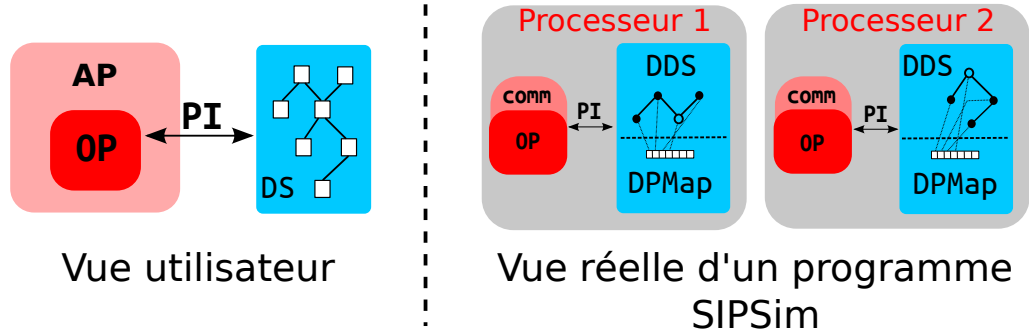 AP
OP
PI
DS
Vue utilisateur
Processeur 1
comm
OP
PI
DDS
DPMap
Processeur 2
comm
OP
PI
DDS
DPMap
Vue réelle d'un programme
SIPSim